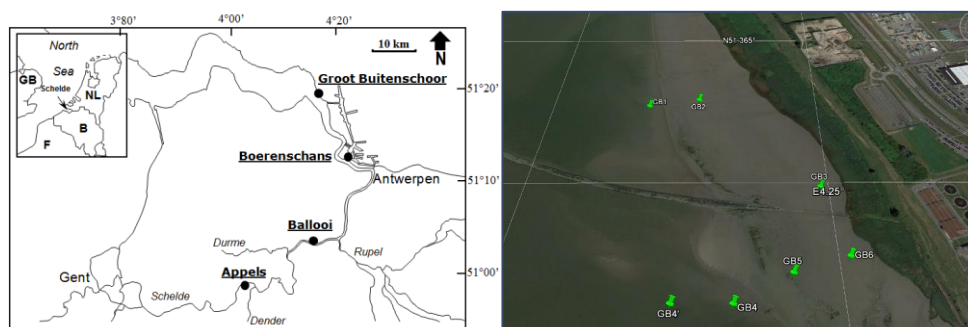 3°80'
4°00'
4°20'
North
Sea
GB
Schelde
NL
B
F
10 km
N
Groot Buitenschoor
51°20'
Boerenschans
Antwerpen
51°10'
Ballooi
Durme
Rupel
Appels
51°00'
Gent
Schelde
Dender
N51·365°
GB1
GB2
GB3
E4.25°
GB6
GB5
GB4'
GB4